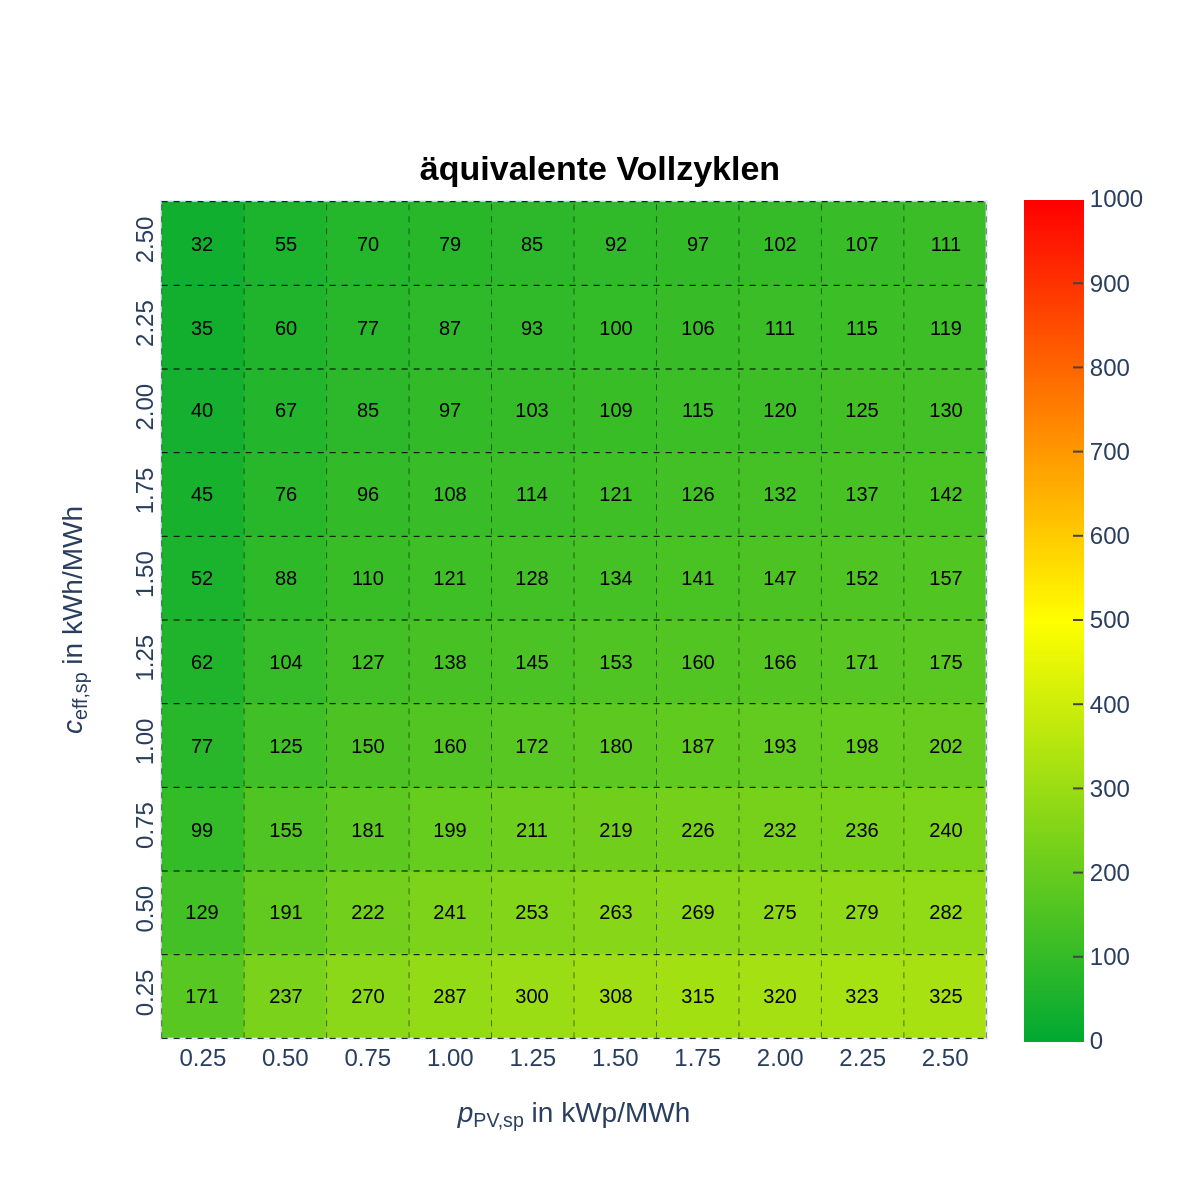 äquivalente Vollzyklen
2.50 32 55 70 79 85 92 97 102 107 111
2.25 35 60 77 87 93 100 106 111 115 119
2.00 40 67 85 97 103 109 115 120 125 130
1.75 45 76 96 108 114 121 126 132 137 142
1.50 52 88 110 121 128 134 141 147 152 157
1.25 62 104 127 138 145 153 160 166 171 175
1.00 77 125 150 160 172 180 187 193 198 202
0.75 99 155 181 199 211 219 226 232 236 240
0.50 129 191 222 241 253 263 269 275 279 282
0.25 171 237 270 287 300 308 315 320 323 325
0.25 0.50 0.75 1.00 1.25 1.50 1.75 2.00 2.25 2.50
pPV,sp in kWp/MWh
ceff,sp in kWh/MWh
1000
900
800
700
600
500
400
300
200
100
0